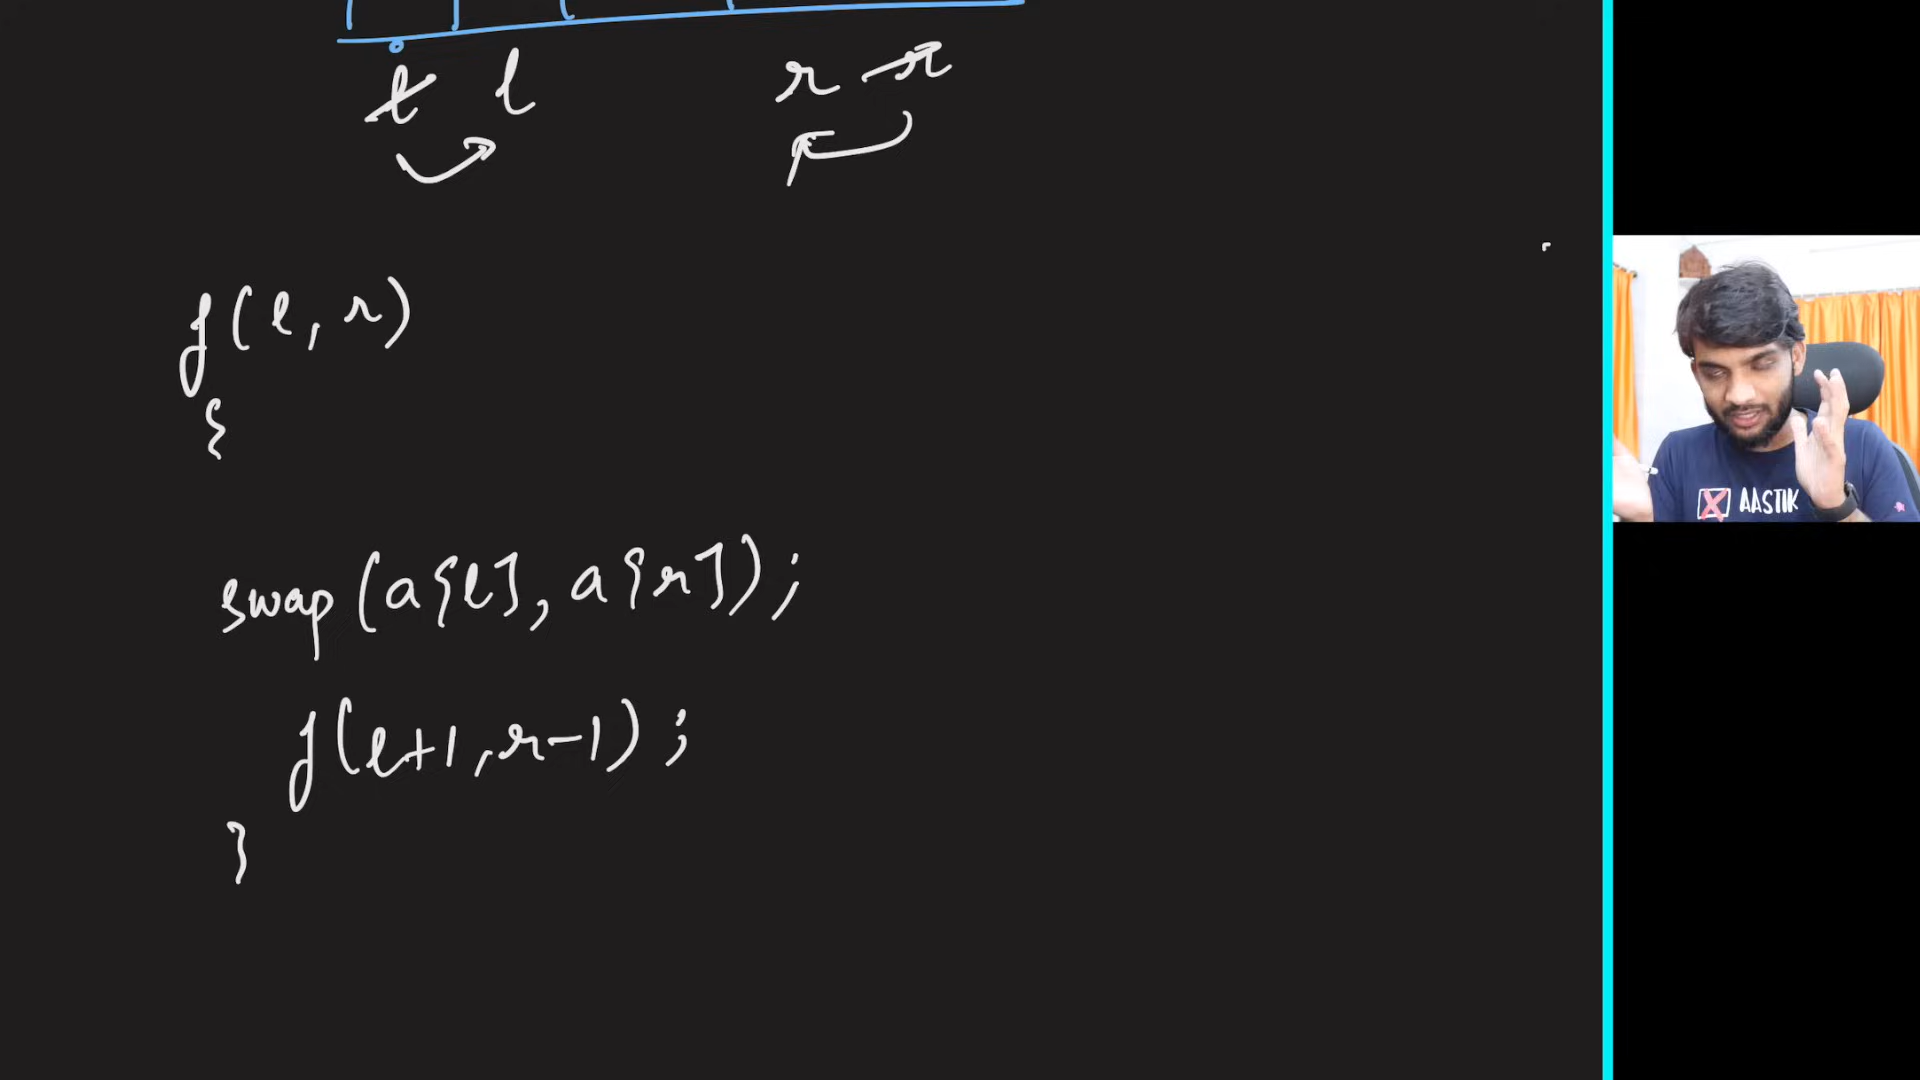 l l r r
f(l, r)
{
swap(a[l], a[r]);
f(l+1, r-1);
}
X AASTIK